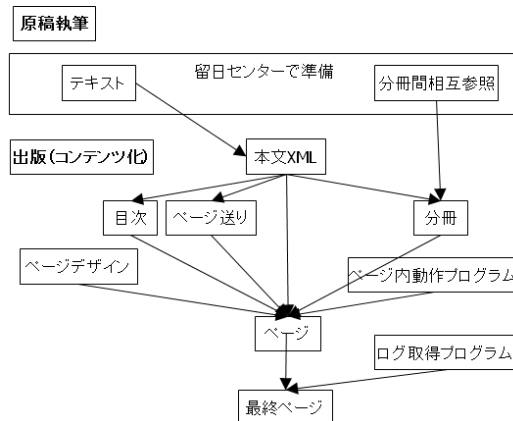 原稿執筆
留日センターで準備
テキスト
分冊間相互参照
出版(コンテンツ化)
本文XML
目次
ページ送り
分冊
ページデザイン
ページ内動作プログラム
ページ
ログ取得プログラム
最終ページ